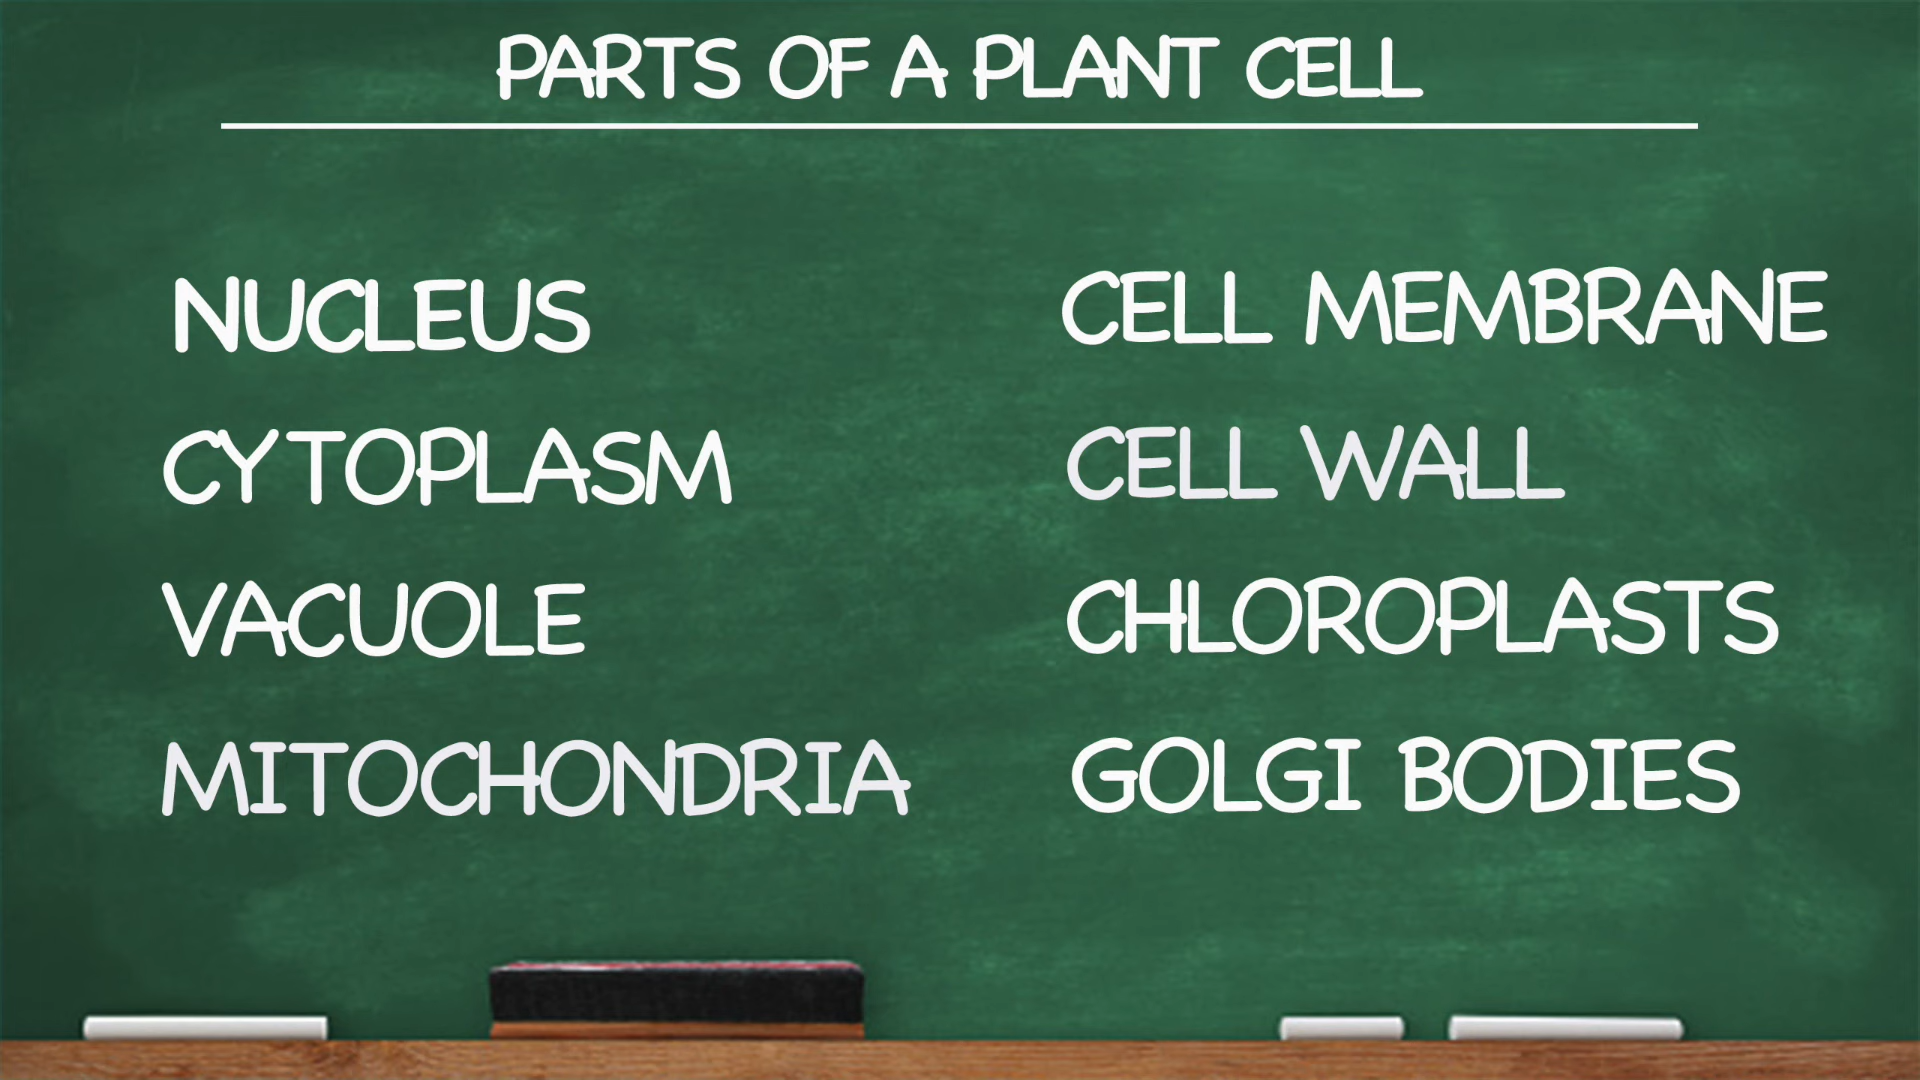 PARTS OF A PLANT CELL
NUCLEUS
CYTOPLASM
VACUOLE
MITOCHONDRIA
CELL MEMBRANE
CELL WALL
CHLOROPLASTS
GOLGI BODIES